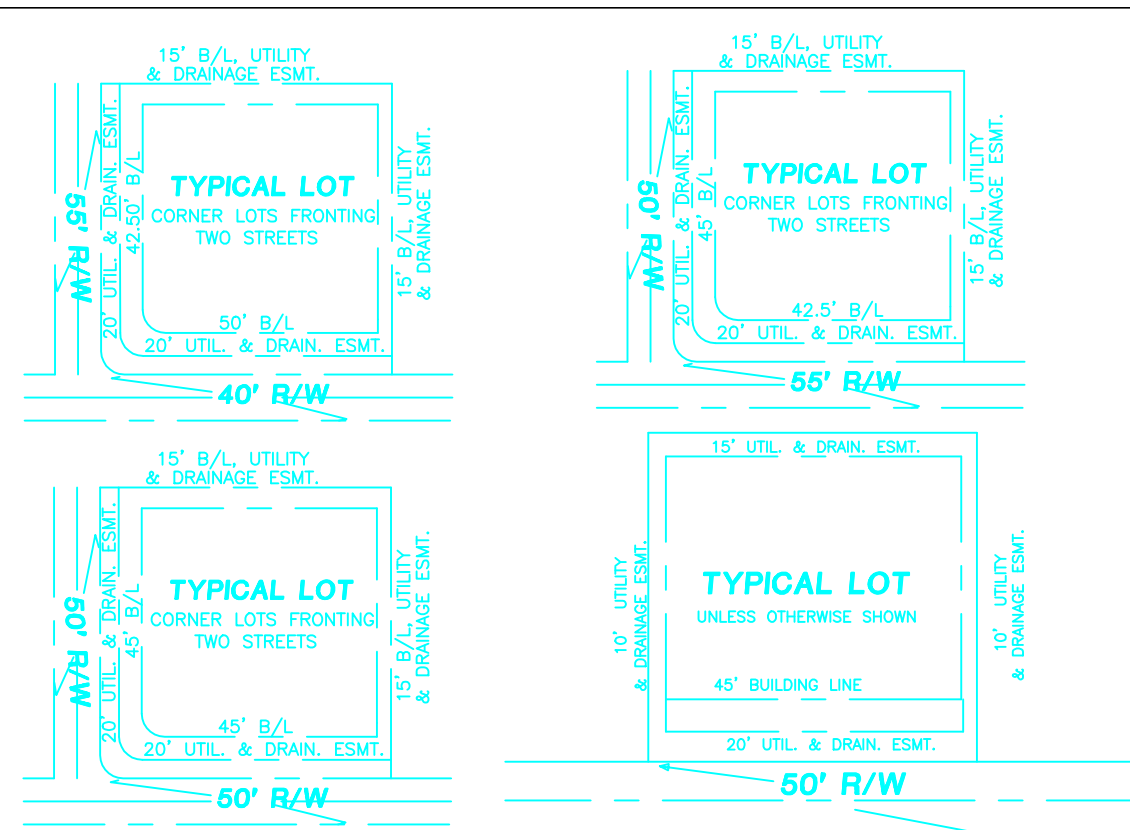 15' B/L, UTILITY
& DRAINAGE ESMT.
55' R/W
20' UTIL. & DRAIN. ESMT.
42.50' B/L
TYPICAL LOT
CORNER LOTS FRONTING
TWO STREETS
15' B/L, UTILITY
& DRAINAGE ESMT.
50' B/L
20' UTIL. & DRAIN. ESMT.
40' R/W
15' B/L, UTILITY
& DRAINAGE ESMT.
50' R/W
20' UTIL. & DRAIN. ESMT.
45' B/L
TYPICAL LOT
CORNER LOTS FRONTING
TWO STREETS
15' B/L, UTILITY
& DRAINAGE ESMT.
42.5' B/L
20' UTIL. & DRAIN. ESMT.
55' R/W
15' B/L, UTILITY
& DRAINAGE ESMT.
50' R/W
20' UTIL. & DRAIN. ESMT.
45' B/L
TYPICAL LOT
CORNER LOTS FRONTING
TWO STREETS
15' B/L, UTILITY
& DRAINAGE ESMT.
45' B/L
20' UTIL. & DRAIN. ESMT.
50' R/W
15' UTIL. & DRAIN. ESMT.
10' UTILITY
& DRAINAGE ESMT.
TYPICAL LOT
UNLESS OTHERWISE SHOWN
10' UTILITY
& DRAINAGE ESMT.
45' BUILDING LINE
20' UTIL. & DRAIN. ESMT.
50' R/W